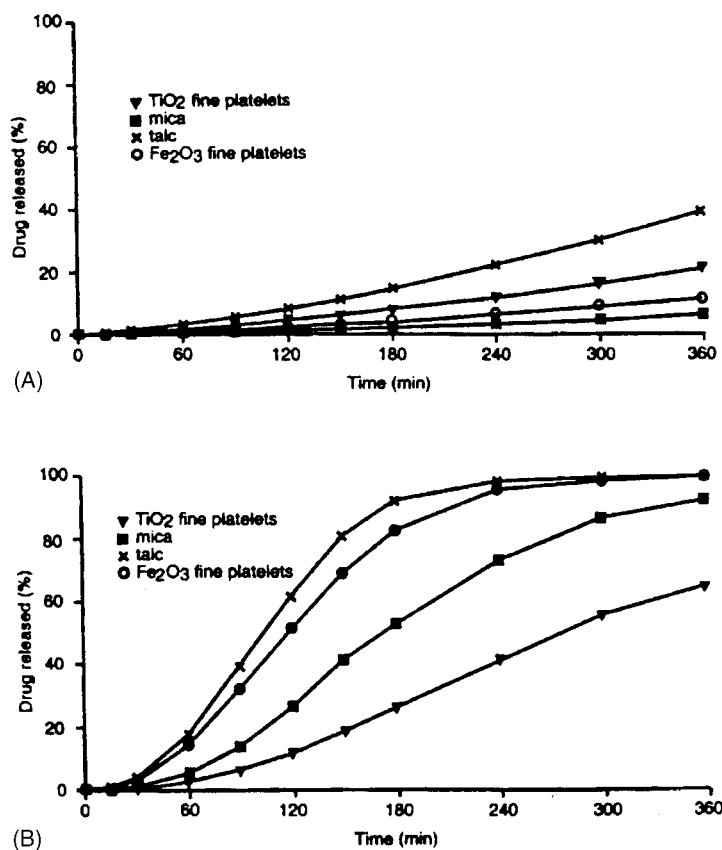 100
80
60
40
20
0
Drug released (%)
TiO2 fine platelets
mica
talc
Fe2O3 fine platelets
0
60
120
180
240
300
360
Time (min)
(A)
100
80
60
40
20
0
Drug released (%)
TiO2 fine platelets
mica
talc
Fe2O3 fine platelets
0
60
120
180
240
300
360
Time (min)
(B)